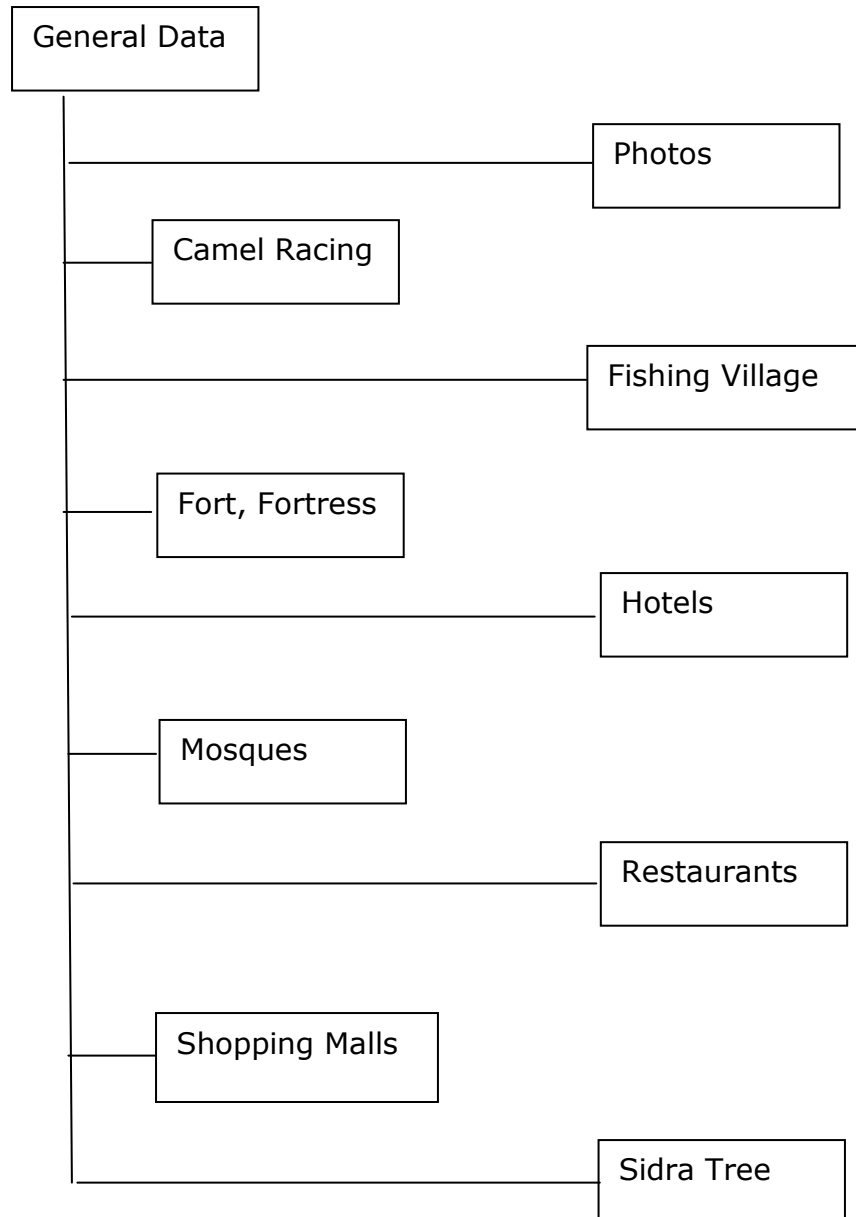 General Data
Photos
Camel Racing
Fishing Village
Fort, Fortress
Hotels
Mosques
Restaurants
Shopping Malls
Sidra Tree